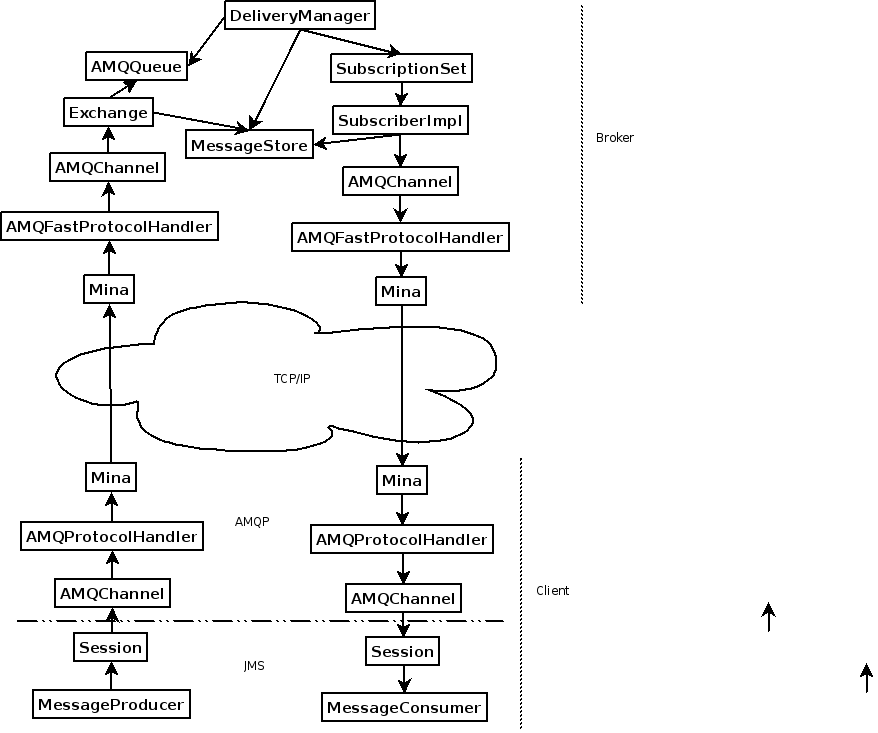 DeliveryManager
AMQQueue
SubscriptionSet
Exchange
SubscriberImpl
Broker
MessageStore
AMQChannel
AMQChannel
AMQFastProtocolHandler
AMQFastProtocolHandler
Mina
Mina
TCP/IP
Mina
Mina
AMQP
AMQProtocolHandler
AMQProtocolHandler
Client
AMQChannel
AMQChannel
Session
Session
JMS
MessageProducer
MessageConsumer